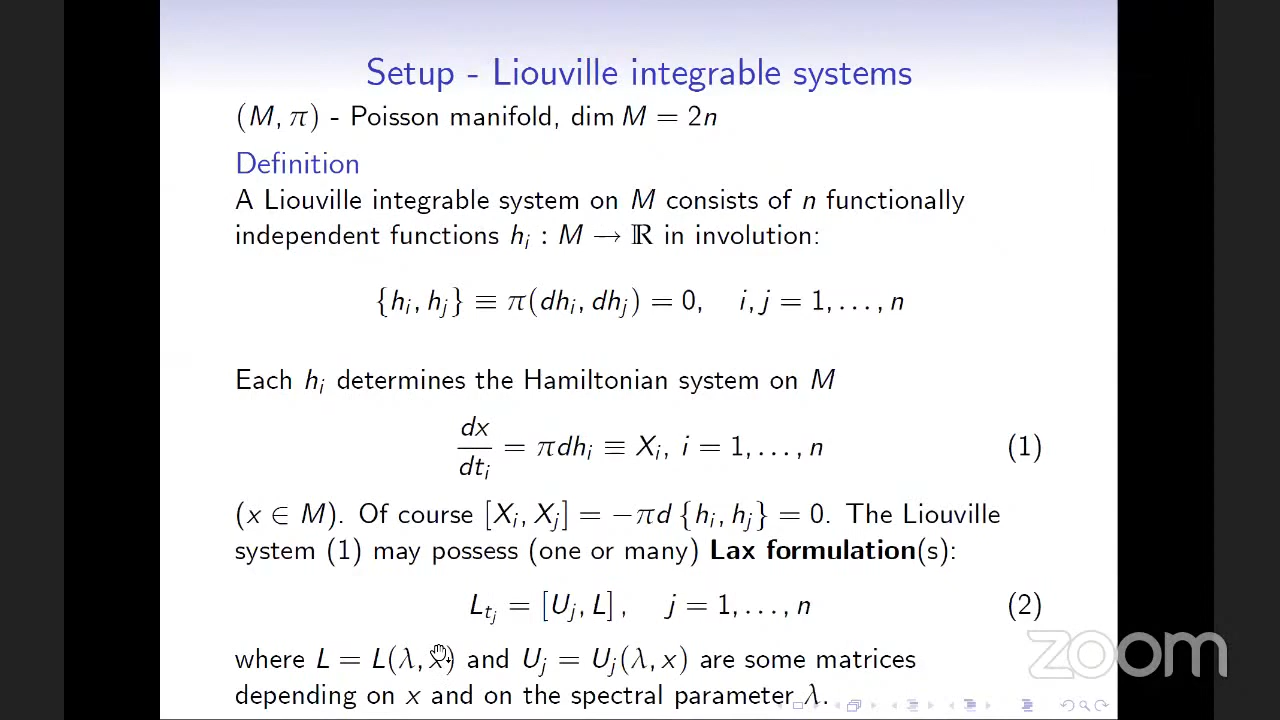 Setup - Liouville integrable systems
(M, π) - Poisson manifold, dim M = 2n
Definition
A Liouville integrable system on M consists of n functionally
independent functions h_i : M → ℝ in involution:
{h_i, h_j} ≡ π(dh_i, dh_j) = 0, i, j = 1, . . . , n
Each h_i determines the Hamiltonian system on M
dx/dt_i = πdh_i ≡ X_i, i = 1, . . . , n (1)
(x ∈ M). Of course [X_i, X_j] = −πd {h_i, h_j} = 0. The Liouville
system (1) may possess (one or many) Lax formulation(s):
L_{t_j} = [U_j, L] , j = 1, . . . , n (2)
where L = L(λ, x) and U_j = U_j(λ, x) are some matrices
depending on x and on the spectral parameter λ.
zoom